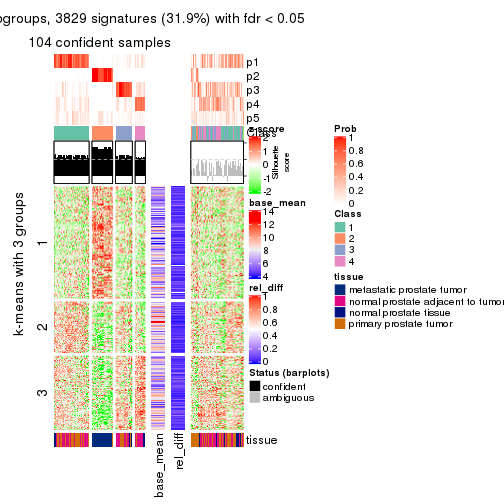 ogroups, 3829 signatures (31.9%) with fdr < 0.05
104 confident samples
p1
p2
p3
p4
p5
Class
Silhouette
score
z-score
2
1
0
-1
-2
base_mean
14
12
10
8
6
4
rel_diff
1
0.8
0.6
0.4
0.2
0
Status (barplots)
confident
ambiguous
Prob
1
0.8
0.6
0.4
0.2
0
Class
1
2
3
4
tissue
metastatic prostate tumor
normal prostate adjacent to tumor
normal prostate tissue
primary prostate tumor
k-means with 3 groups
1
2
3
tissue
base_mean
rel_diff